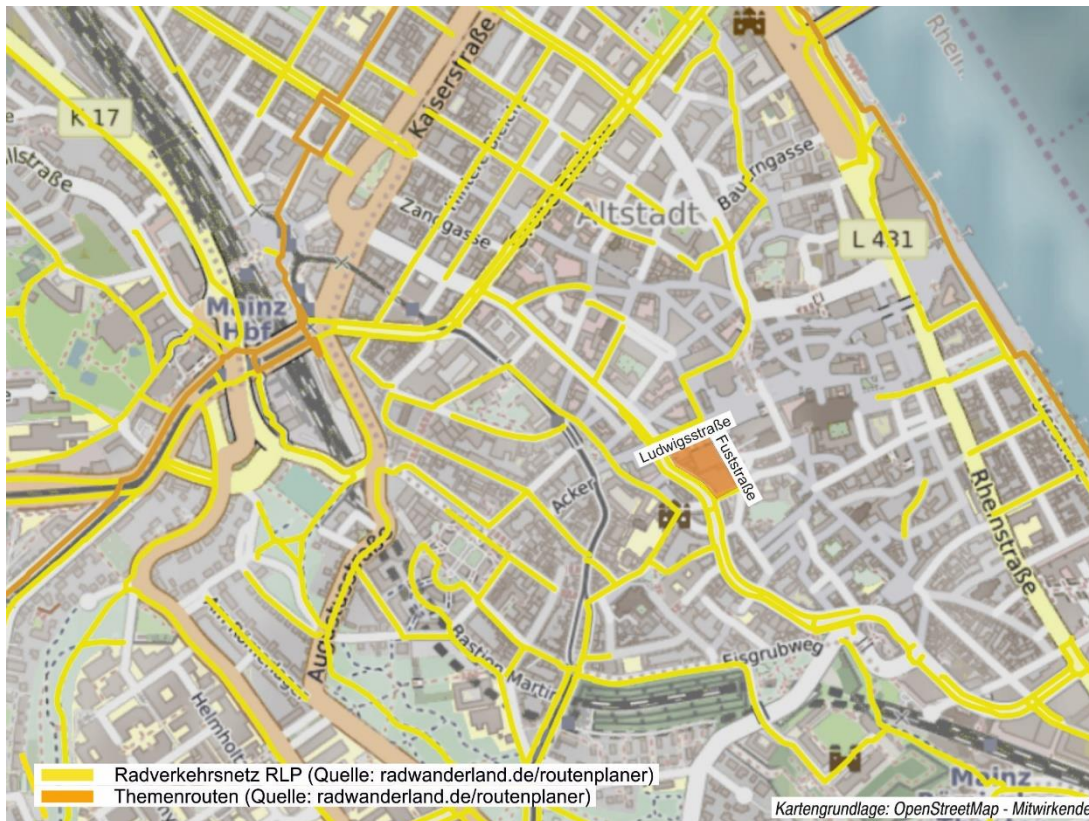 K 17
Kaiserstraße
Rhein
Zanggasse
Altstadt
Bauerngasse
L 431
Mainz
Hbf
Ludwigsstraße
Fuststraße
Acker
Rheinstraße
Eisgrubweg
Bastion Martin
Mainz
Radverkehrsnetz RLP (Quelle: radwanderland.de/routenplaner)
Themenrouten (Quelle: radwanderland.de/routenplaner)
Kartengrundlage: OpenStreetMap - Mitwirkende